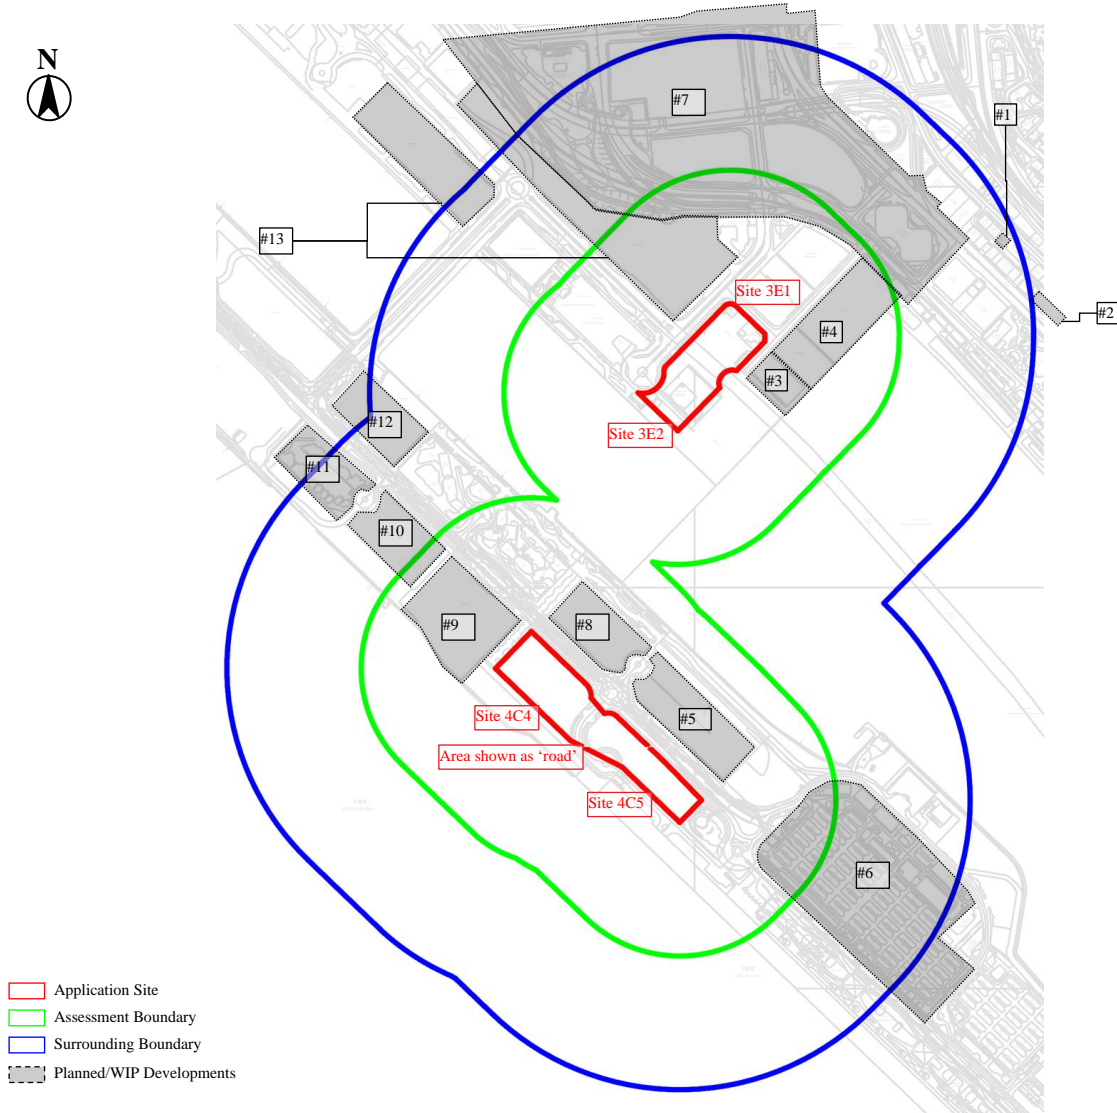 N
#7
#1
#13
Site 3E1
#2
#4
#3
#12
Site 3E2
#11
#10
#9
#8
Site 4C4
#5
Area shown as ‘road’
Site 4C5
#6
Application Site
Assessment Boundary
Surrounding Boundary
Planned/WIP Developments